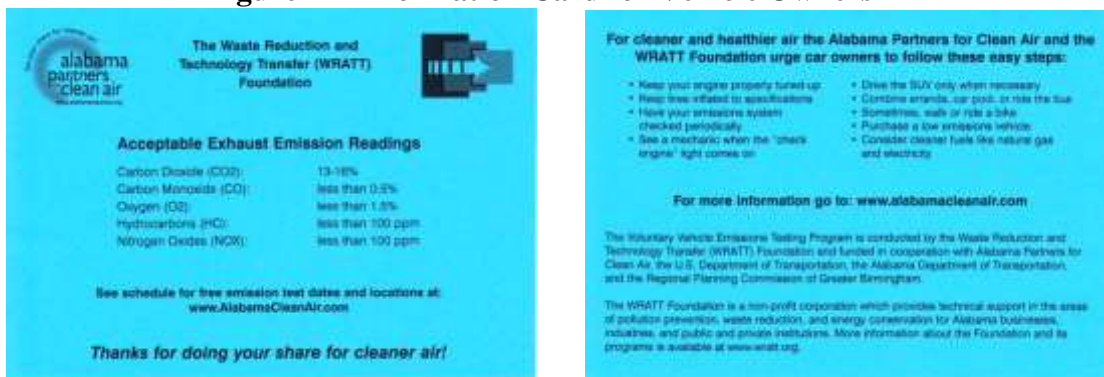 alabama
partners
clean air
The Waste Reduction and
Technology Transfer (WRATT)
Foundation
Acceptable Exhaust Emission Readings
Carbon Dioxide (CO2): 13-16%
Carbon Monoxide (CO): less than 0.5%
Oxygen (O2): less than 1.5%
Hydrocarbons (HC): less than 100 ppm
Nitrogen Oxides (NOX): less than 100 ppm
See schedule for free emission test dates and locations at:
www.AlabamaCleanAir.com
Thanks for doing your share for cleaner air!
For cleaner and healthier air the Alabama Partners for Clean Air and the
WRATT Foundation urge car owners to follow these easy steps:
• Keep your engine properly tuned up
• Keep tires inflated to specifications
• Have your emissions system
checked periodically
• See a mechanic when the "check
engine" light comes on
• Drive the SUV only when necessary
• Combine errands, car pool, or ride the bus
• Sometimes, walk or ride a bike
• Purchase a low emissions vehicle
• Consider cleaner fuels like natural gas
and electricity
For more information go to: www.alabamacleanair.com
The Voluntary Vehicle Emissions Testing Program is conducted by the Waste Reduction and
Technology Transfer (WRATT) Foundation and funded in cooperation with Alabama Partners for
Clean Air, the U.S. Department of Transportation, the Alabama Department of Transportation,
and the Regional Planning Commission of Greater Birmingham.
The WRATT Foundation is a non-profit corporation which provides technical support in the areas
of pollution prevention, waste reduction, and energy conservation for Alabama businesses,
industries, and public and private institutions. More information about the Foundation and its
programs is available at www.wratt.org.